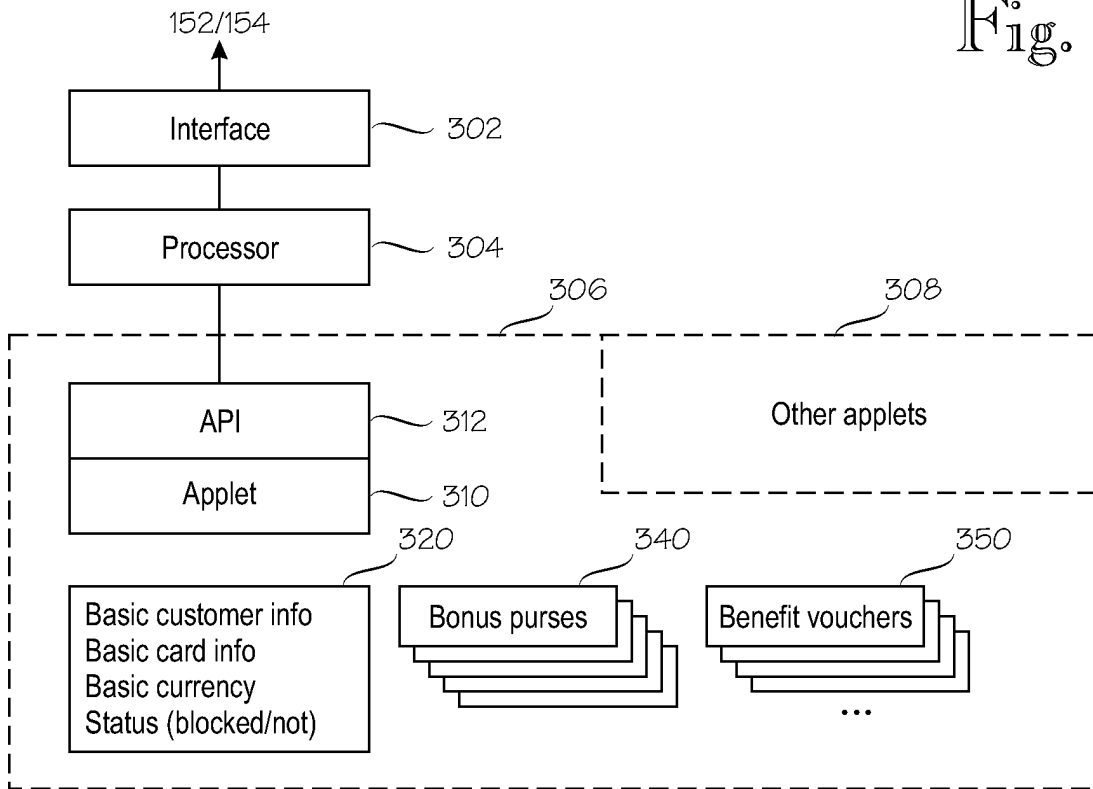 152/154
Fig.
Interface
302
Processor
304
306
308
API
312
Other applets
Applet
310
320
340
350
Basic customer info
Basic card info
Basic currency
Status (blocked/not)
Bonus purses
Benefit vouchers
...